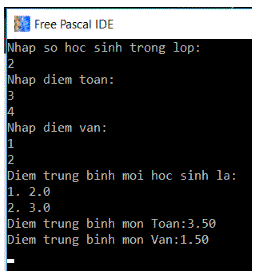 Free Pascal IDE
Nhap so hoc sinh trong lop:
2
Nhap diem toan:
3
4
Nhap diem van:
1
2
Diem trung binh moi hoc sinh la:
1. 2.0
2. 3.0
Diem trung binh mon Toan:3.50
Diem trung binh mon Van:1.50